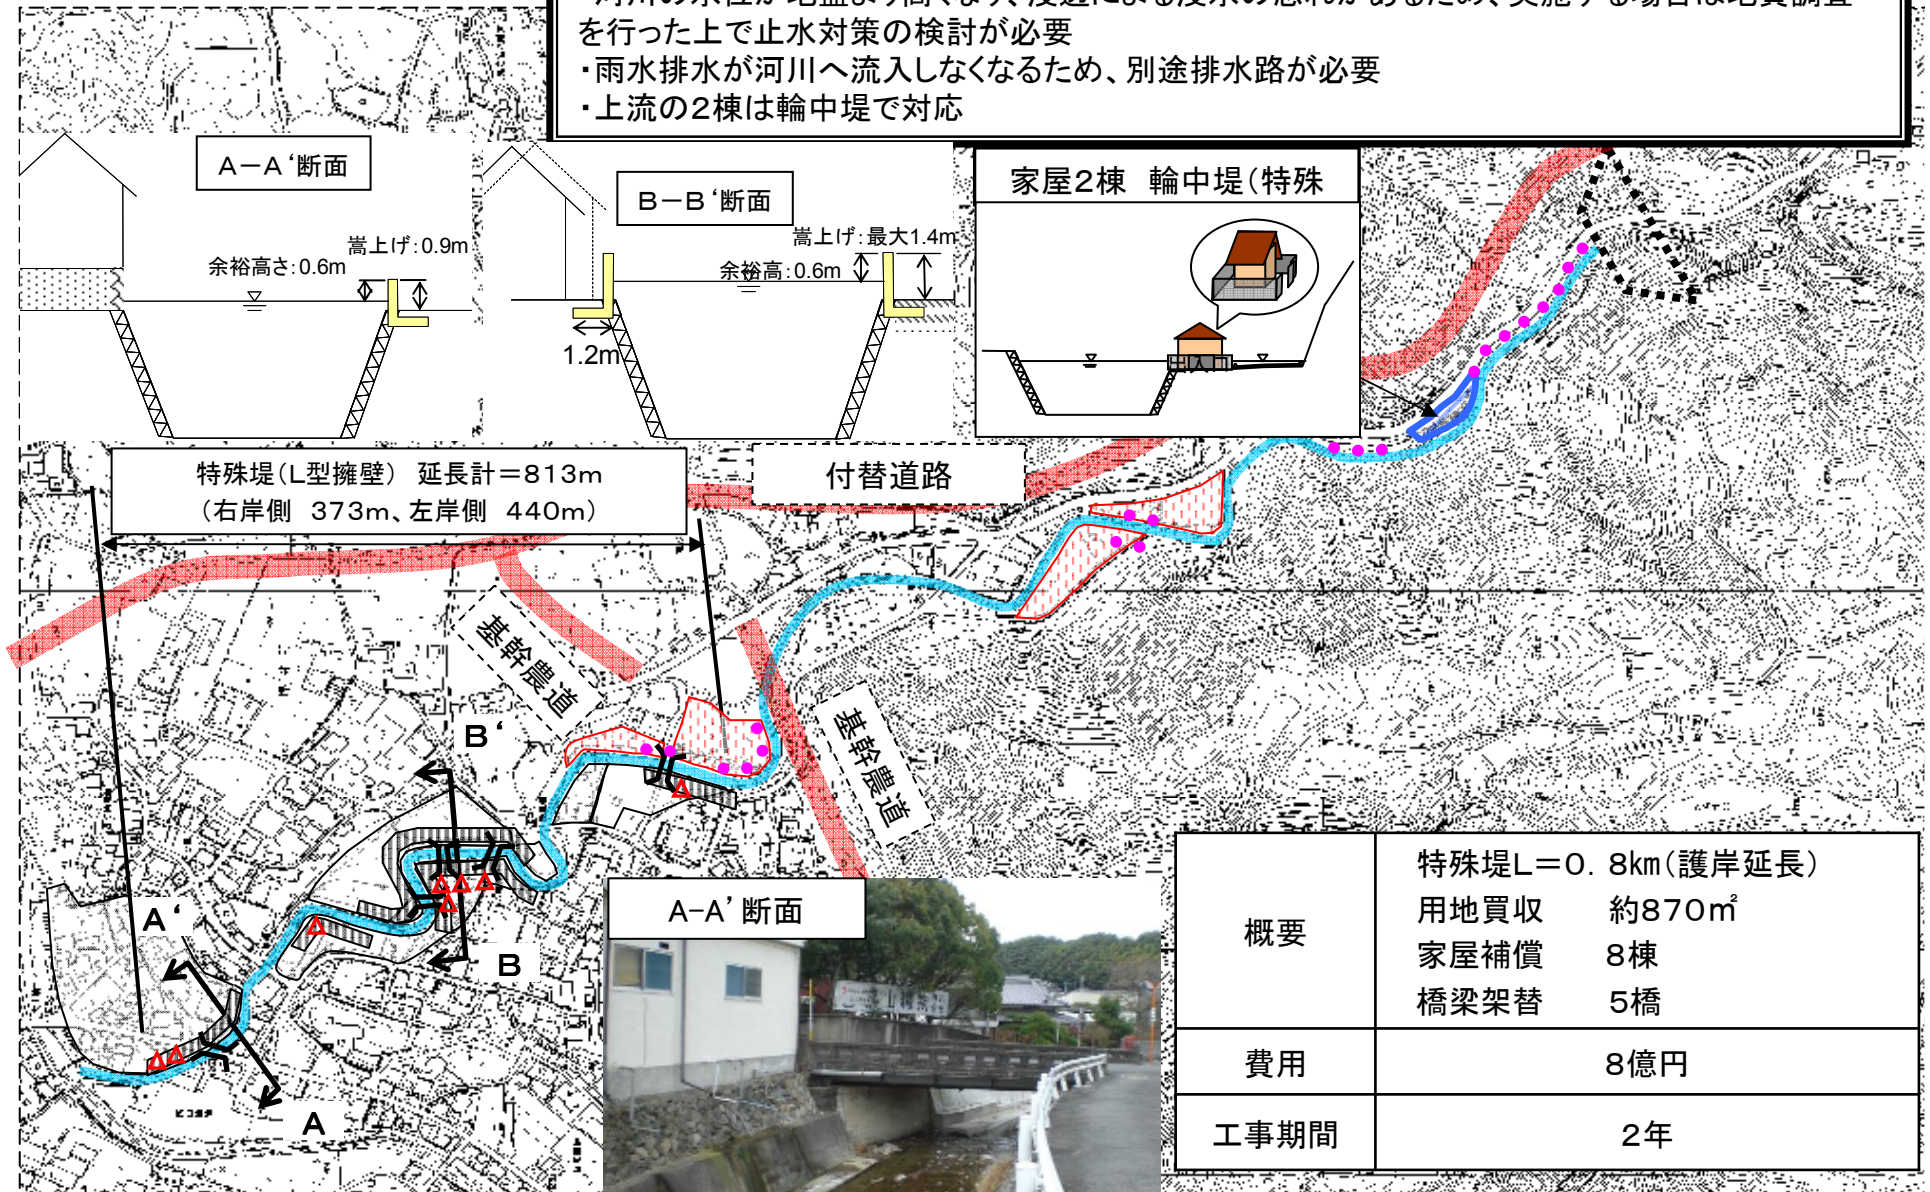 を行った上で止水対策の検討が必要
・雨水排水が河川へ流入しなくなるため、別途排水路が必要
・上流の2棟は輪中堤で対応
A-A‘断面
余裕高さ:0.6m
嵩上げ:0.9m
B-B‘断面
嵩上げ:最大1.4m
余裕高:0.6m
1.2m
家屋2棟 輪中堤(特殊
特殊堤(L型擁壁) 延長計=813m
(右岸側 373m、左岸側 440m)
付替道路
基幹農道
基幹農道
B‘
B
A‘
A
A-A’断面
概要
特殊堤L=0.8km(護岸延長)
用地買収 約870㎡
家屋補償 8棟
橋梁架替 5橋
費用
8億円
工事期間
2年